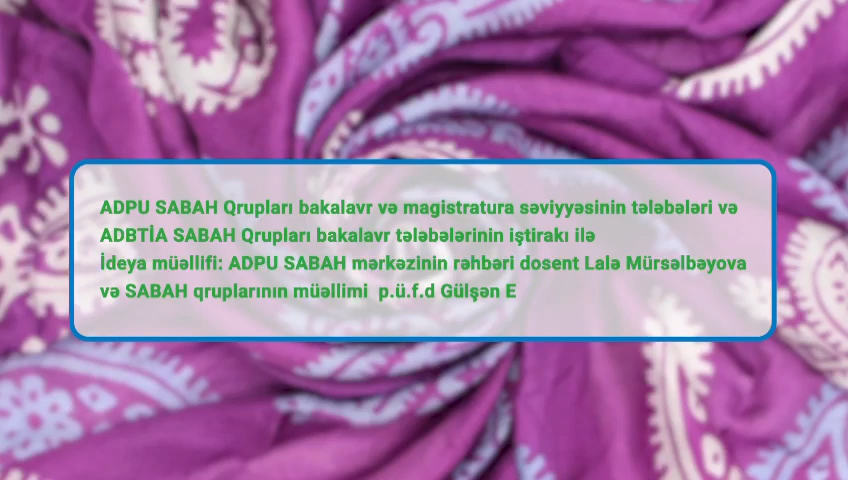 ADPU SABAH Qrupları bakalavr və magistratura səviyyəsinin tələbələri və
ADBTİA SABAH Qrupları bakalavr tələbələrinin iştirakı ilə
İdeya müəllifi: ADPU SABAH mərkəzinin rəhbəri dosent Lalə Mürsəlbəyova
və SABAH qruplarının müəllimi  p.ü.f.d Gülşən E